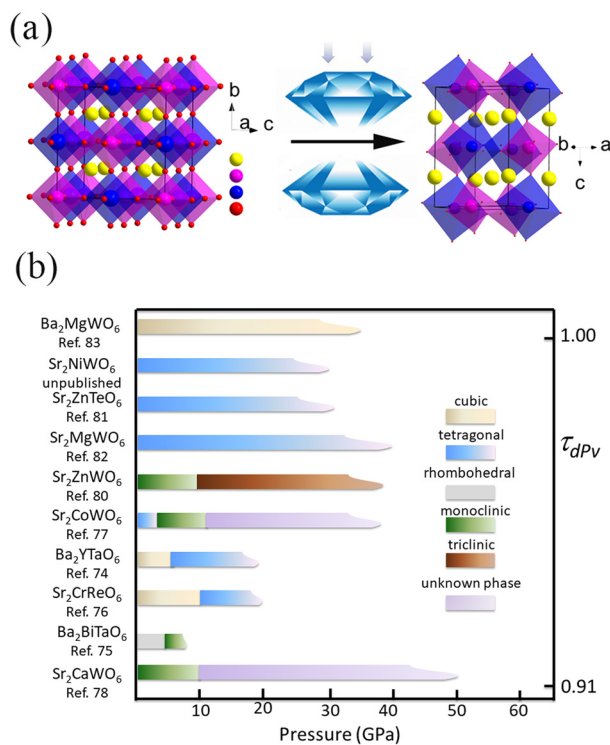 (a)
b
a
c
b
a
c
(b)
Ba₂MgWO₆
Ref. 83
Sr₂NiWO₆
unpublished
Sr₂ZnTeO₆
Ref. 81
Sr₂MgWO₆
Ref. 82
Sr₂ZnWO₆
Ref. 80
Sr₂CoWO₆
Ref. 77
Ba₂YTaO₆
Ref. 74
Sr₂CrReO₆
Ref. 76
Ba₂BiTaO₆
Ref. 75
Sr₂CaWO₆
Ref. 78
cubic
tetragonal
rhombohedral
monoclinic
triclinic
unknown phase
1.00
τdPv
0.91
10 20 30 40 50 60
Pressure (GPa)